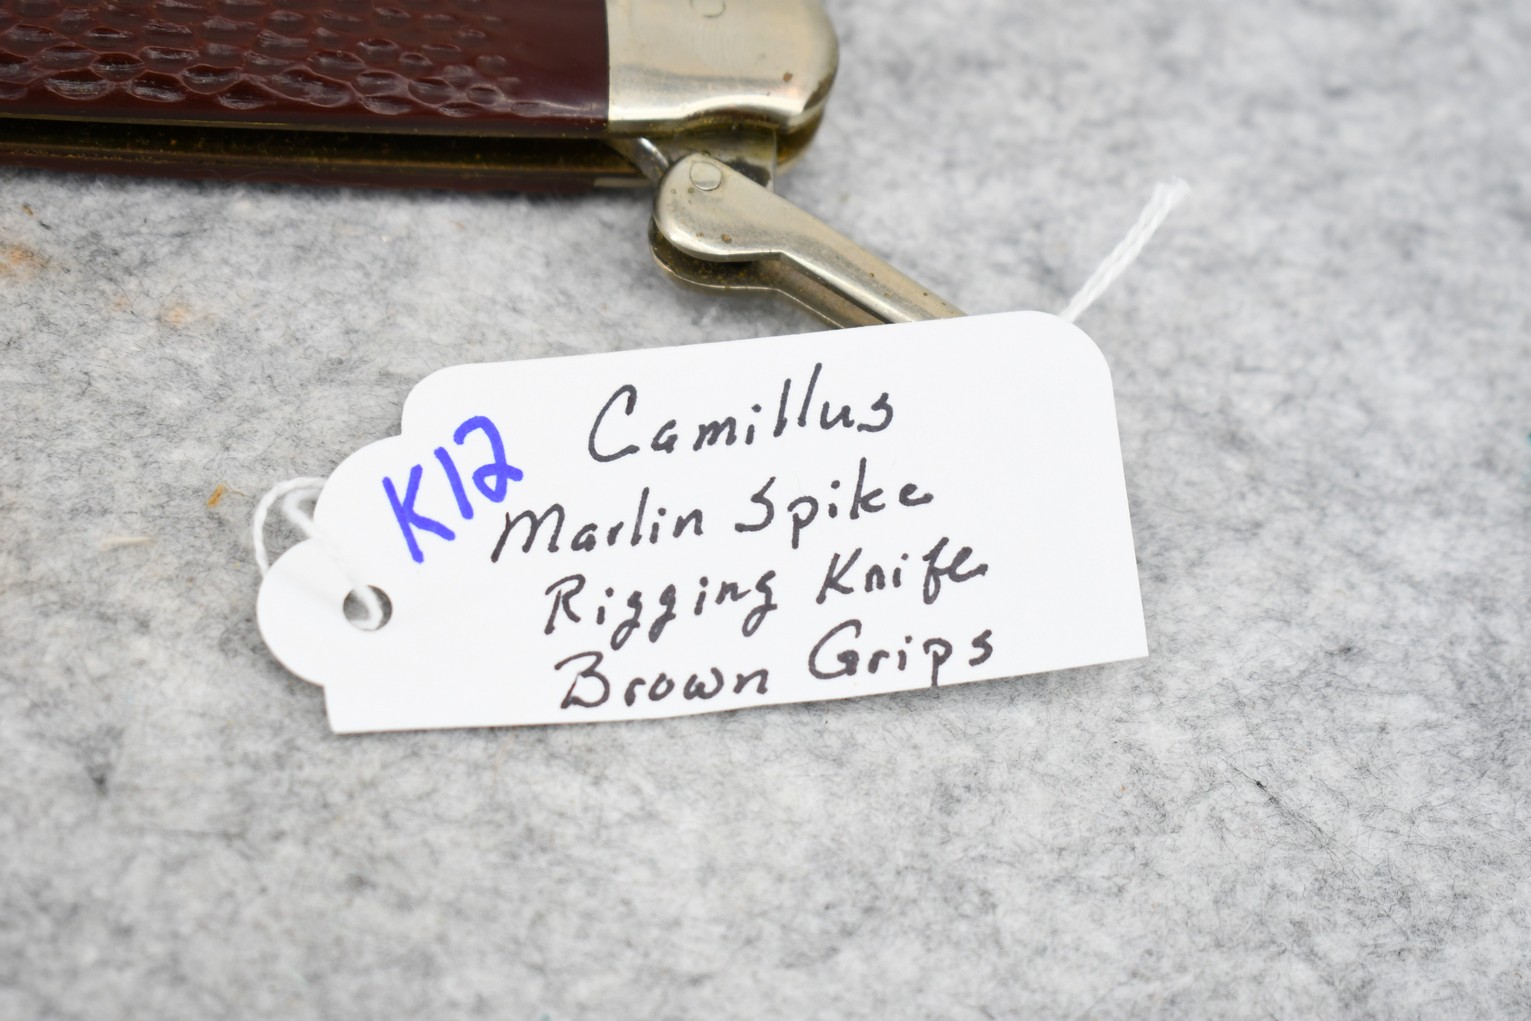 K12
Camillus
Marlin Spike
Rigging Knife
Brown Grips